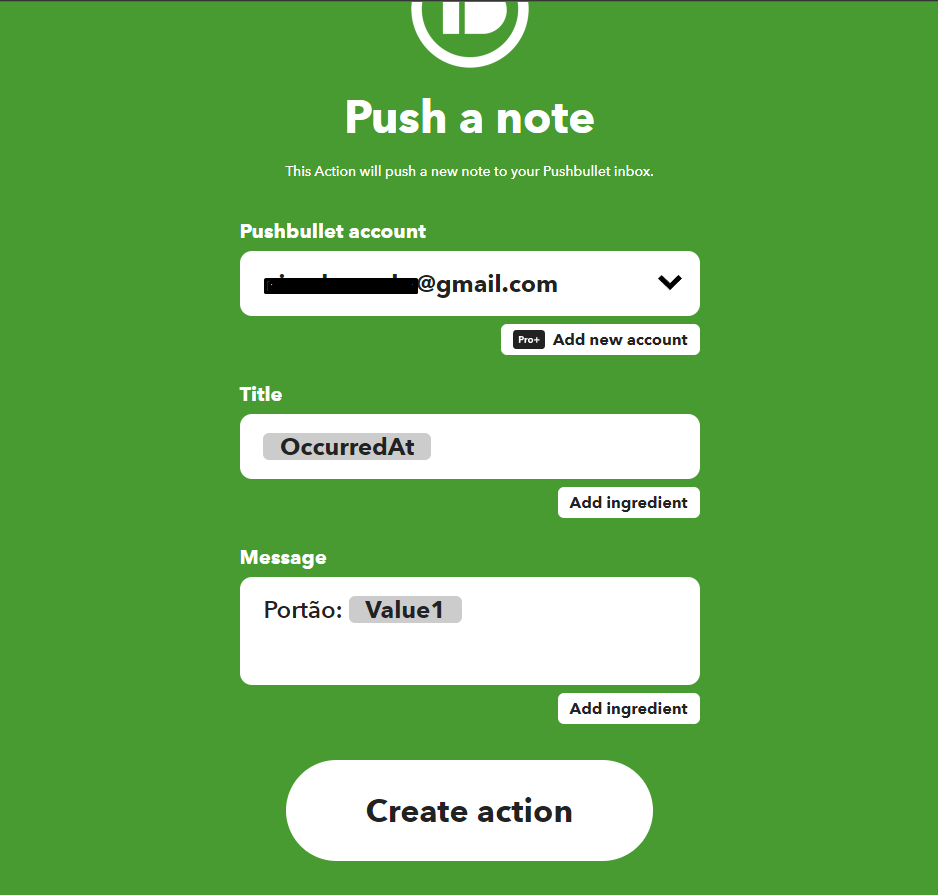 Push a note
This Action will push a new note to your Pushbullet inbox.
Pushbullet account
@gmail.com
Pro+ Add new account
Title
OccurredAt
Add ingredient
Message
Portão: Value1
Add ingredient
Create action